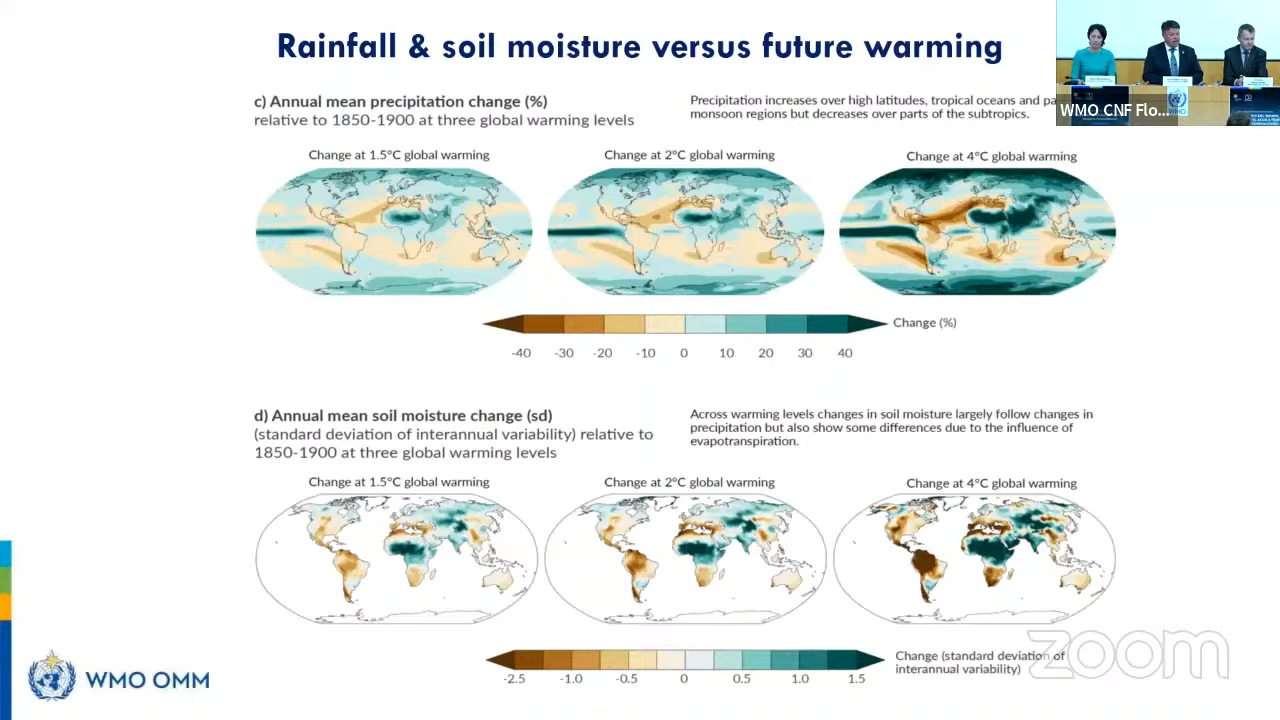 Rainfall & soil moisture versus future warming
c) Annual mean precipitation change (%)
relative to 1850-1900 at three global warming levels
Precipitation increases over high latitudes, tropical oceans and
monsoon regions but decreases over parts of the subtropics.
WMO CNF Flo...
WMO
Change at 1.5°C global warming
Change at 2°C global warming
Change at 4°C global warming
-40 -30 -20 -10 0 10 20 30 40
Change (%)
d) Annual mean soil moisture change (sd)
(standard deviation of interannual variability) relative to
1850-1900 at three global warming levels
Across warming levels changes in soil moisture largely follow changes in
precipitation but also show some differences due to the influence of
evapotranspiration.
Change at 1.5°C global warming
Change at 2°C global warming
Change at 4°C global warming
-2.5 -1.0 -0.5 0 0.5 1.0 1.5
Change (standard deviation of
interannual variability)
WMO OMM
zoom